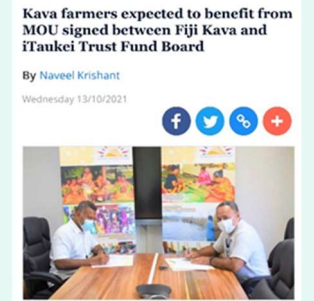 Kava farmers expected to benefit from
MOU signed between Fiji Kava and
iTaukei Trust Fund Board
By Naveel Krishant
Wednesday 13/10/2021